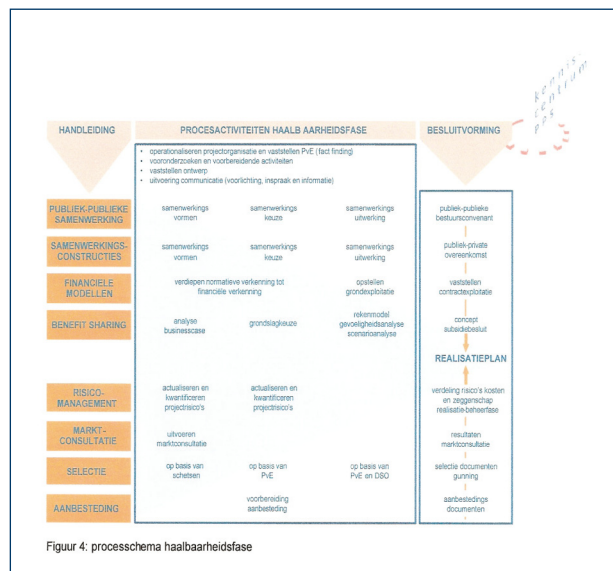 kennis-
centrum
pps
HANDLEIDING
PROCESACTIVITEITEN HAALB AARHEIDSFASE
BESLUITVORMING
• operationaliseren projectorganisatie en vaststellen PvE (fact finding)
• vooronderzoeken en voorbereidende activiteiten
• vaststellen ontwerp
• uitvoering communicatie (voorlichting, inspraak en informatie)
PUBLIEK-PUBLIEKE
SAMENWERKING
samenwerkings
vormen
samenwerkings
keuze
samenwerkings
uitwerking
publiek-publieke
bestuursconvenant
SAMENWERKINGS-
CONSTRUCTIES
samenwerkings
vormen
samenwerkings
keuze
samenwerkings
uitwerking
publiek-private
overeenkomst
FINANCIELE
MODELLEN
verdiepen normatieve verkenning tot
financiële verkenning
opstellen
grondexploitatie
vaststellen
contractexploitatie
BENEFIT SHARING
analyse
businesscase
grondslagkeuze
rekenmodel
gevoeligheidsanalyse
scenarioanalyse
concept
subsidiebesluit
REALISATIEPLAN
RISICO-
MANAGEMENT
actualiseren en
kwantificeren
projectrisico's
actualiseren en
kwantificeren
projectrisico's
verdeling risico's kosten
en zeggenschap
realisatie-beheerfase
MARKT-
CONSULTATIE
uitvoeren
marktconsultatie
resultaten
marktconsultatie
SELECTIE
op basis van
schetsen
op basis van
PvE
op basis van
PvE en DSO
selectie documenten
gunning
AANBESTEDING
voorbereiding
aanbesteding
aanbestedings
documenten
Figuur 4: processchema haalbaarheidsfase